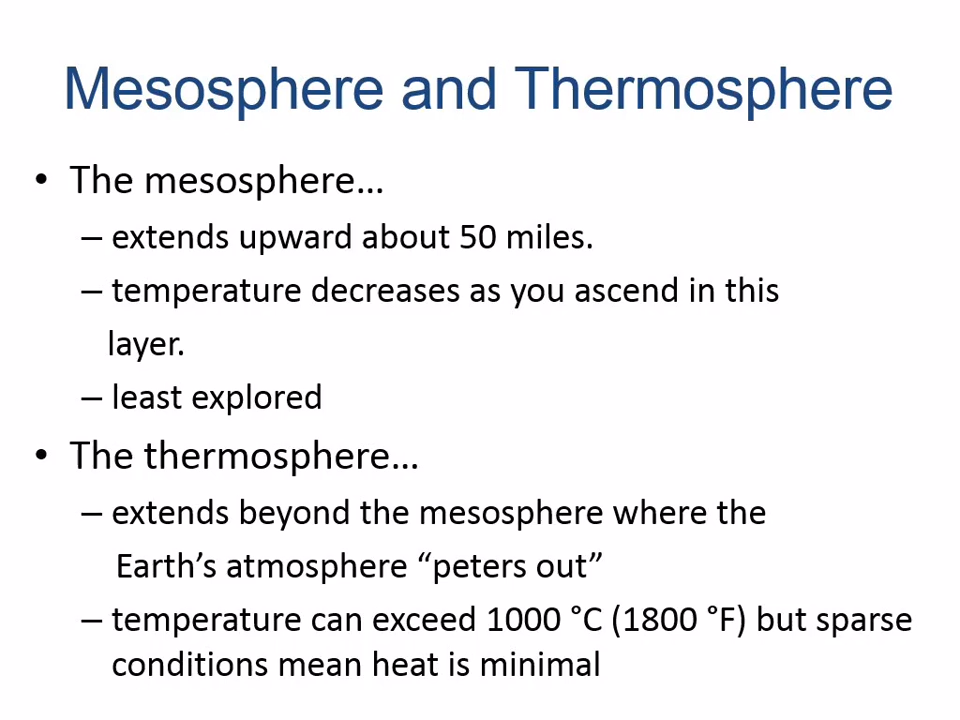 Mesosphere and Thermosphere
• The mesosphere…
– extends upward about 50 miles.
– temperature decreases as you ascend in this
layer.
– least explored
• The thermosphere…
– extends beyond the mesosphere where the
Earth’s atmosphere “peters out”
– temperature can exceed 1000 °C (1800 °F) but sparse
conditions mean heat is minimal